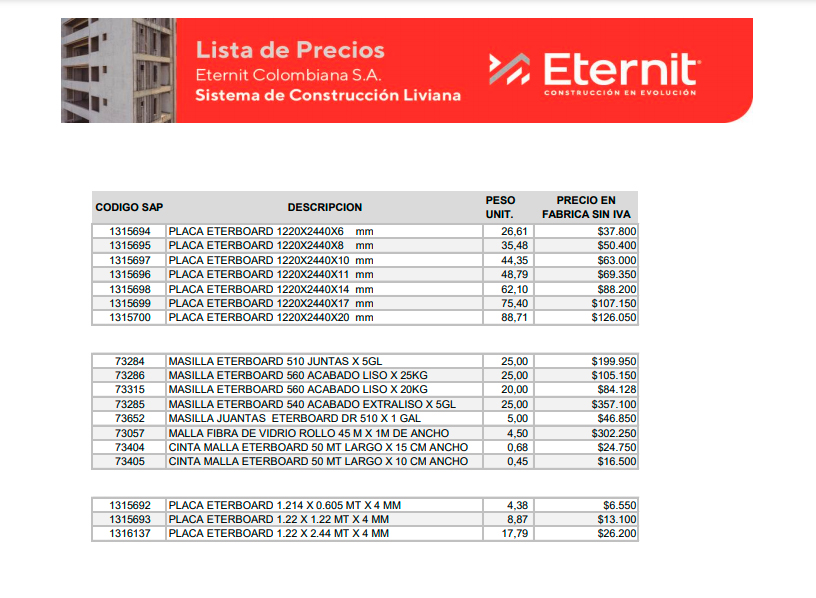 Lista de Precios
Eternit Colombiana S.A.
Sistema de Construcción Liviana
Eternit
CONSTRUCCIÓN EN EVOLUCIÓN
CODIGO SAP DESCRIPCION PESO UNIT. PRECIO EN FABRICA SIN IVA
1315694 PLACA ETERBOARD 1220X2440X6 mm 26,61 $37.800
1315695 PLACA ETERBOARD 1220X2440X8 mm 35,48 $50.400
1315697 PLACA ETERBOARD 1220X2440X10 mm 44,35 $63.000
1315696 PLACA ETERBOARD 1220X2440X11 mm 48,79 $69.350
1315698 PLACA ETERBOARD 1220X2440X14 mm 62,10 $88.200
1315699 PLACA ETERBOARD 1220X2440X17 mm 75,40 $107.150
1315700 PLACA ETERBOARD 1220X2440X20 mm 88,71 $126.050
73284 MASILLA ETERBOARD 510 JUNTAS X 5GL 25,00 $199.950
73286 MASILLA ETERBOARD 560 ACABADO LISO X 25KG 25,00 $105.150
73315 MASILLA ETERBOARD 560 ACABADO LISO X 20KG 20,00 $84.128
73285 MASILLA ETERBOARD 540 ACABADO EXTRALISO X 5GL 25,00 $357.100
73652 MASILLA JUANTAS ETERBOARD DR 510 X 1 GAL 5,00 $46.850
73057 MALLA FIBRA DE VIDRIO ROLLO 45 M X 1M DE ANCHO 4,50 $302.250
73404 CINTA MALLA ETERBOARD 50 MT LARGO X 15 CM ANCHO 0,68 $24.750
73405 CINTA MALLA ETERBOARD 50 MT LARGO X 10 CM ANCHO 0,45 $16.500
1315692 PLACA ETERBOARD 1.214 X 0.605 MT X 4 MM 4,38 $6.550
1315693 PLACA ETERBOARD 1.22 X 1.22 MT X 4 MM 8,87 $13.100
1316137 PLACA ETERBOARD 1.22 X 2.44 MT X 4 MM 17,79 $26.200